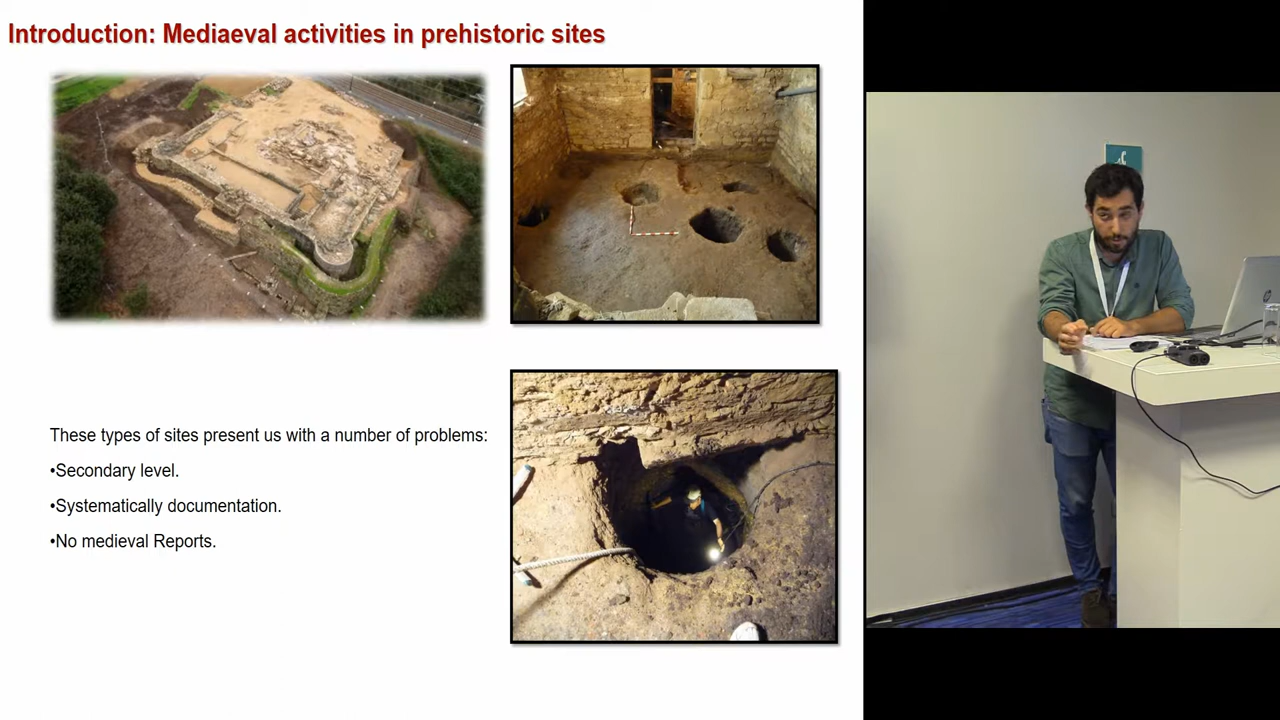 Introduction: Mediaeval activities in prehistoric sites
These types of sites present us with a number of problems:
•Secondary level.
•Systematically documentation.
•No medieval Reports.